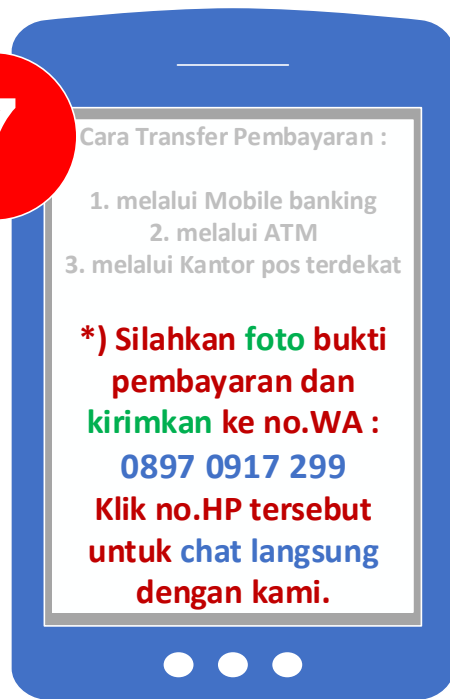 7
Cara Transfer Pembayaran :
1. melalui Mobile banking
2. melalui ATM
3. melalui Kantor pos terdekat
*) Silahkan foto bukti
pembayaran dan
kirimkan ke no.WA :
0897 0917 299
Klik no.HP tersebut
untuk chat langsung
dengan kami.